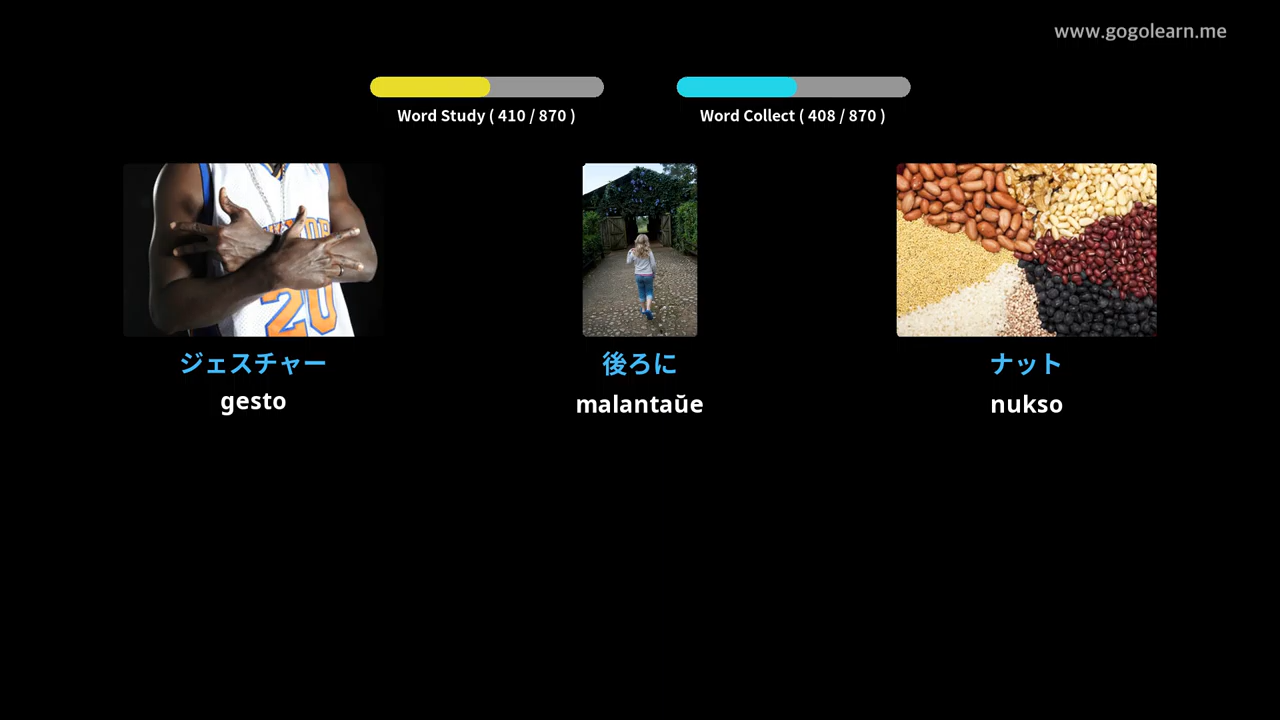 www.gogolearn.me
Word Study ( 410 / 870 )
Word Collect ( 408 / 870 )
20
ジェスチャー
後ろに
ナット
gesto
malantaŭe
nukso